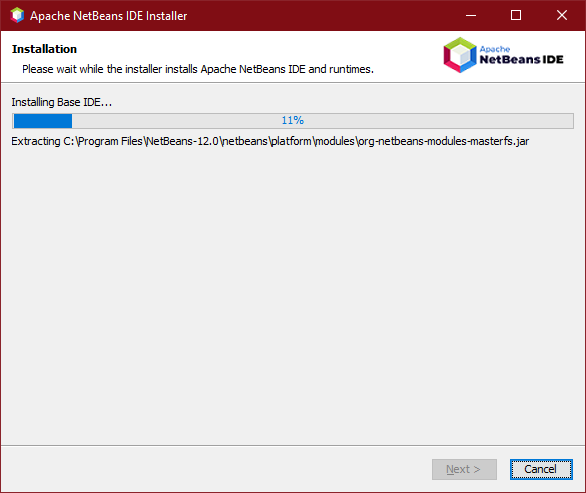 Apache NetBeans IDE Installer
Installation
Please wait while the installer installs Apache NetBeans IDE and runtimes.
Apache
NetBeans IDE
Installing Base IDE...
11%
Extracting C:\Program Files\NetBeans-12.0\netbeans\platform\modules\org-netbeans-modules-masterfs.jar
Next >
Cancel